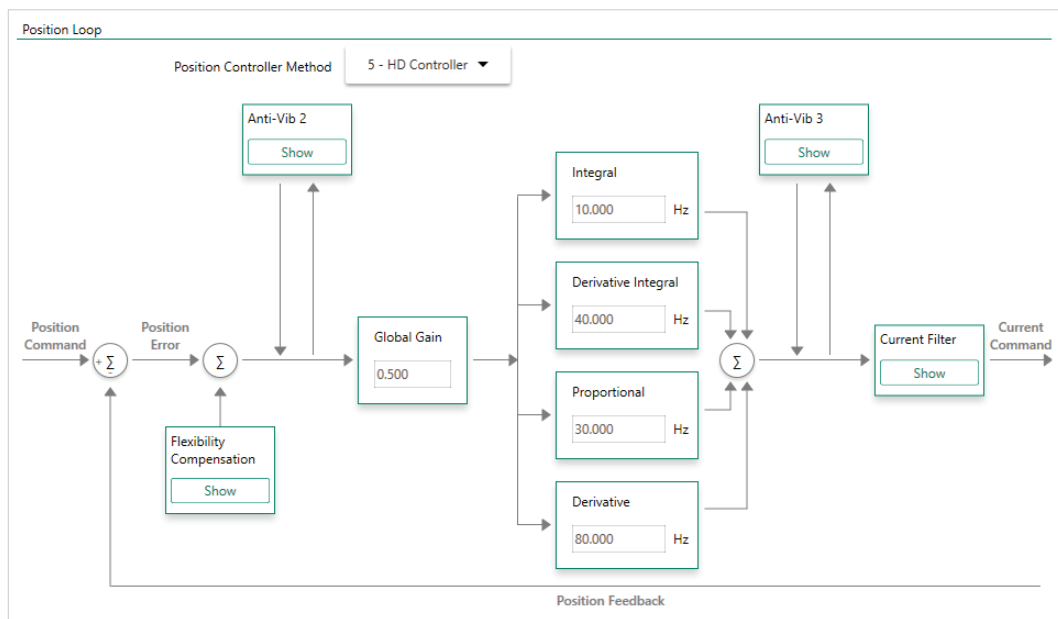 Position Loop
Position Controller Method
5 - HD Controller
Anti-Vib 2
Show
Anti-Vib 3
Show
Integral
10.000 Hz
Derivative Integral
40.000 Hz
Position
Command
+
Σ
-
Position
Error
Σ
Global Gain
0.500
Σ
Current Filter
Show
Current
Command
Proportional
30.000 Hz
Flexibility
Compensation
Show
Derivative
80.000 Hz
Position Feedback